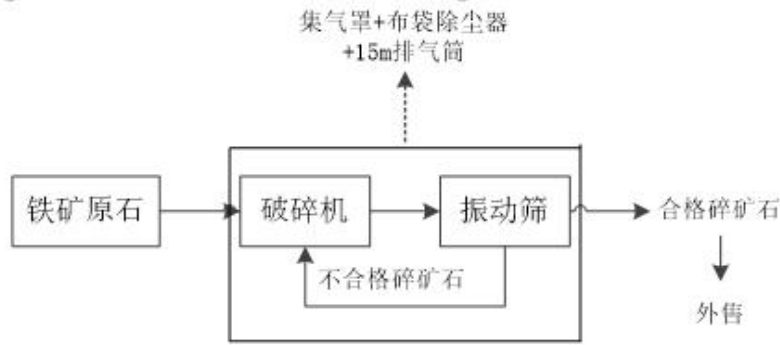 集气罩+布袋除尘器
+15m排气筒
铁矿原石
破碎机
振动筛
合格碎矿石
不合格碎矿石
外售